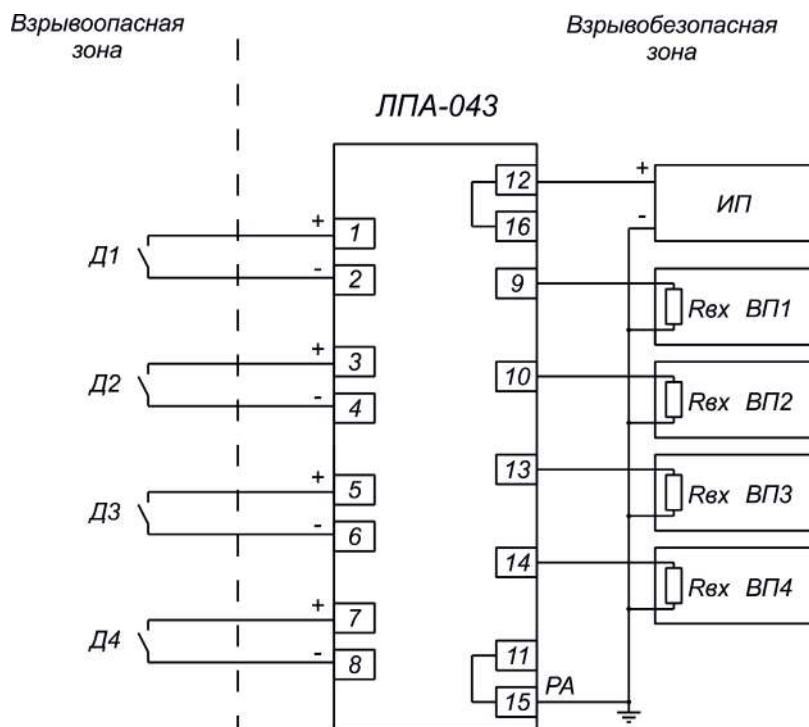 Взрывоопасная
зона
Взрывобезопасная
зона
ЛПА-043
12
+
ИП
-
16
Д1
+
1
-
2
9
Rвх ВП1
Д2
+
3
-
4
10
Rвх ВП2
Д3
+
5
-
6
13
Rвх ВП3
14
Rвх ВП4
Д4
+
7
-
8
11
15
PA